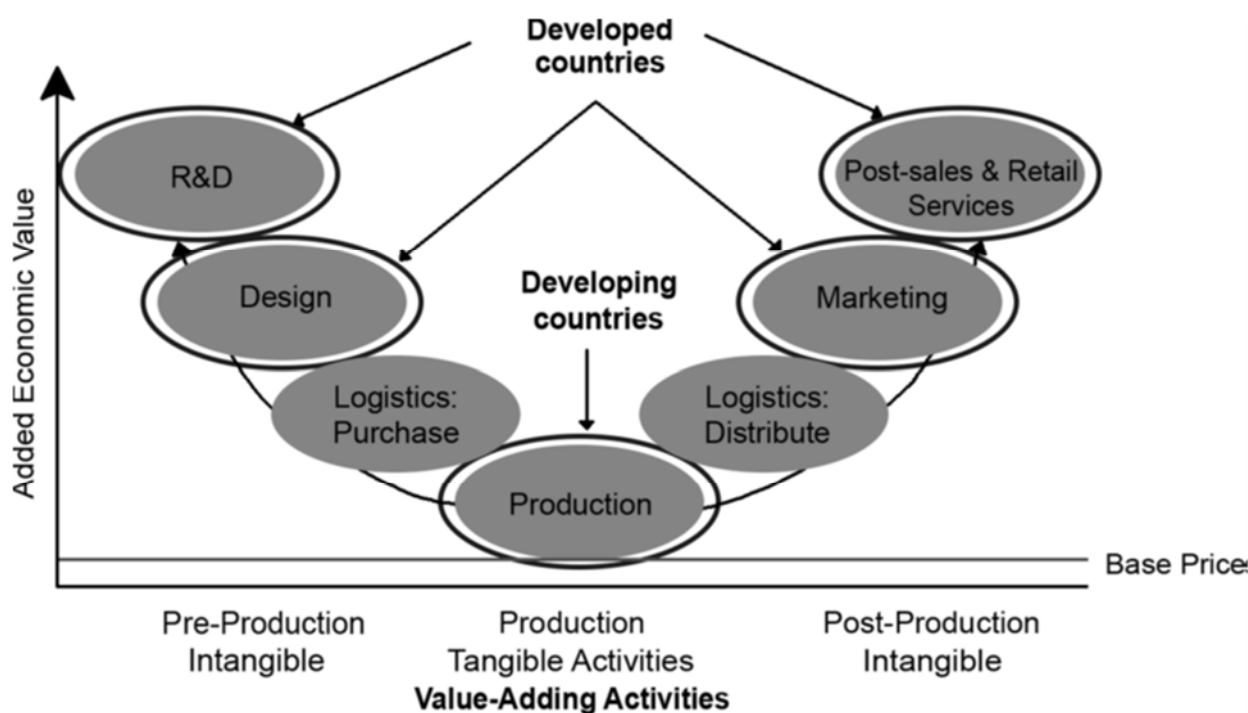 Developed
countries
R&D
Post-sales & Retail
Services
Design
Developing
countries
Marketing
Logistics:
Purchase
Logistics:
Distribute
Production
Added Economic Value
Base Price
Pre-Production
Intangible
Production
Tangible Activities
Value-Adding Activities
Post-Production
Intangible